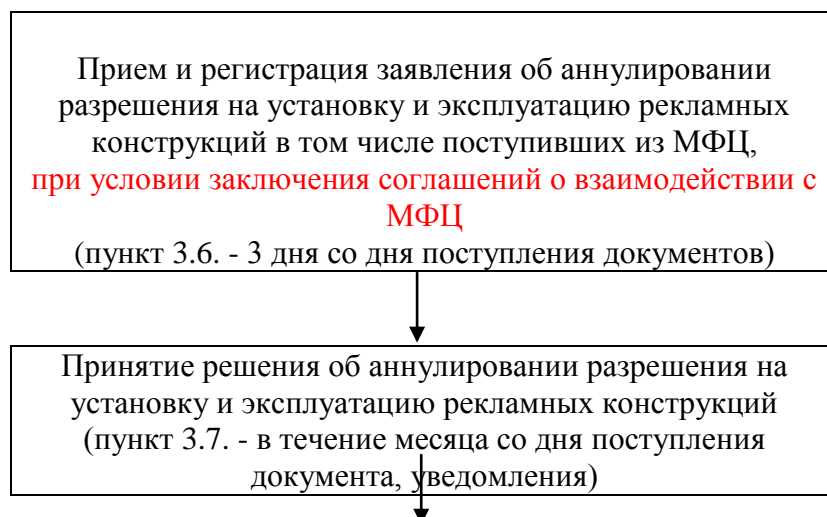 Прием и регистрация заявления об аннулировании
разрешения на установку и эксплуатацию рекламных
конструкций в том числе поступивших из МФЦ,
при условии заключения соглашений о взаимодействии с
МФЦ
(пункт 3.6. - 3 дня со дня поступления документов)
Принятие решения об аннулировании разрешения на
установку и эксплуатацию рекламных конструкций
(пункт 3.7. - в течение месяца со дня поступления
документа, уведомления)